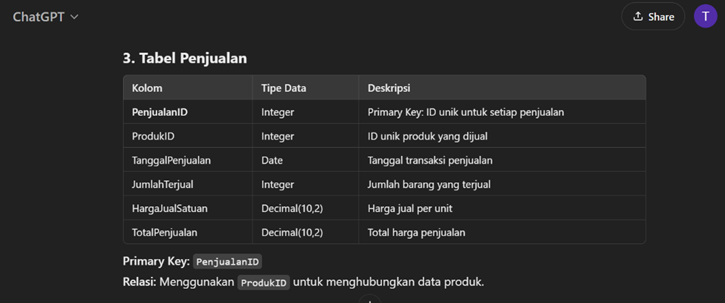 ChatGPT
Share
T
3. Tabel Penjualan
Kolom Tipe Data Deskripsi
PenjualanID Integer Primary Key: ID unik untuk setiap penjualan
ProdukID Integer ID unik produk yang dijual
TanggalPenjualan Date Tanggal transaksi penjualan
JumlahTerjual Integer Jumlah barang yang terjual
HargaJualSatuan Decimal(10,2) Harga jual per unit
TotalPenjualan Decimal(10,2) Total harga penjualan
Primary Key: PenjualanID
Relasi: Menggunakan ProdukID untuk menghubungkan data produk.